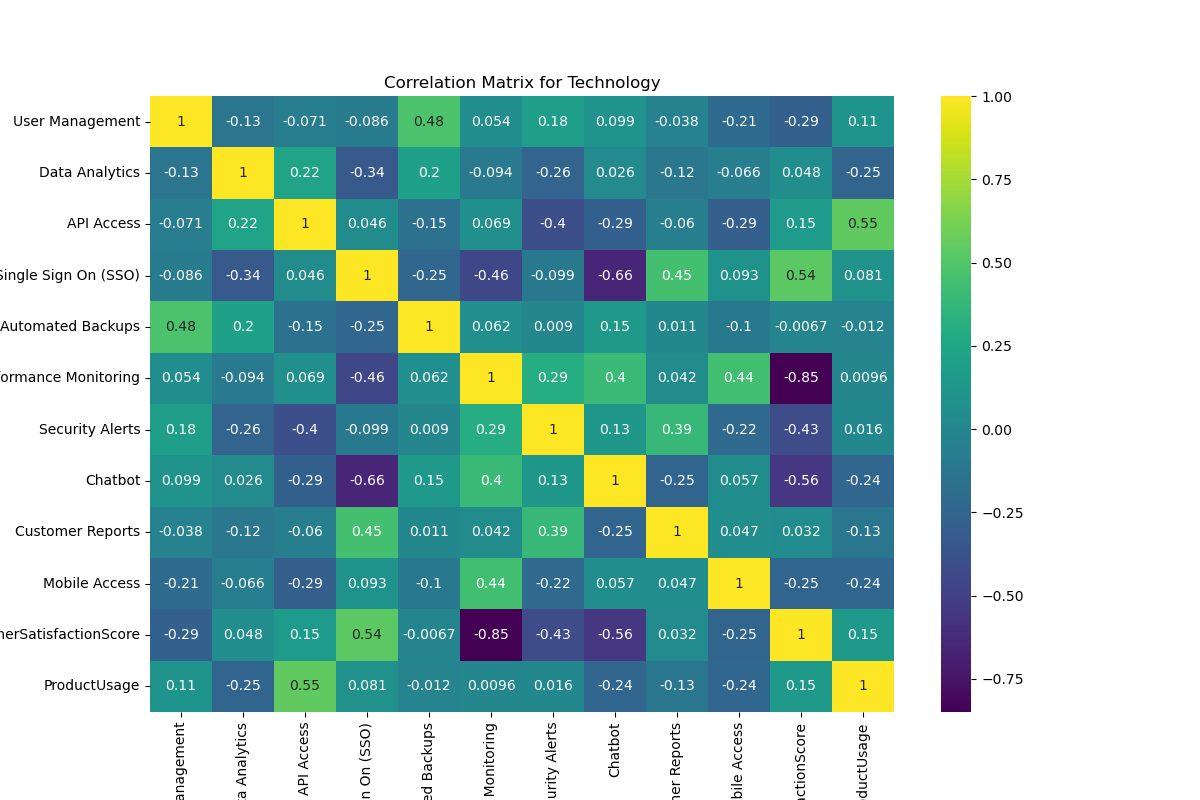 Correlation Matrix for Technology
User Management 1 -0.13 -0.071 -0.086 0.48 0.054 0.18 0.099 -0.038 -0.21 -0.29 0.11
Data Analytics -0.13 1 0.22 -0.34 0.2 -0.094 -0.26 0.026 -0.12 -0.066 0.048 -0.25
API Access -0.071 0.22 1 0.046 -0.15 0.069 -0.4 -0.29 -0.06 -0.29 0.15 0.55
Single Sign On (SSO) -0.086 -0.34 0.046 1 -0.25 -0.46 -0.099 -0.66 0.45 0.093 0.54 0.081
Automated Backups 0.48 0.2 -0.15 -0.25 1 0.062 0.009 0.15 0.011 -0.1 -0.0067 -0.012
formance Monitoring 0.054 -0.094 0.069 -0.46 0.062 1 0.29 0.4 0.042 0.44 -0.85 0.0096
Security Alerts 0.18 -0.26 -0.4 -0.099 0.009 0.29 1 0.13 0.39 -0.22 -0.43 0.016
Chatbot 0.099 0.026 -0.29 -0.66 0.15 0.4 0.13 1 -0.25 0.057 -0.56 -0.24
Customer Reports -0.038 -0.12 -0.06 0.45 0.011 0.042 0.39 -0.25 1 0.047 0.032 -0.13
Mobile Access -0.21 -0.066 -0.29 0.093 -0.1 0.44 -0.22 0.057 0.047 1 -0.25 -0.24
merSatisfactionScore -0.29 0.048 0.15 0.54 -0.0067 -0.85 -0.43 -0.56 0.032 -0.25 1 0.15
ProductUsage 0.11 -0.25 0.55 0.081 -0.012 0.0096 0.016 -0.24 -0.13 -0.24 0.15 1
anagement
a Analytics
API Access
n On (SSO)
ed Backups
Monitoring
urity Alerts
Chatbot
ner Reports
bile Access
actionScore
ductUsage
1.00
0.75
0.50
0.25
0.00
−0.25
−0.50
−0.75